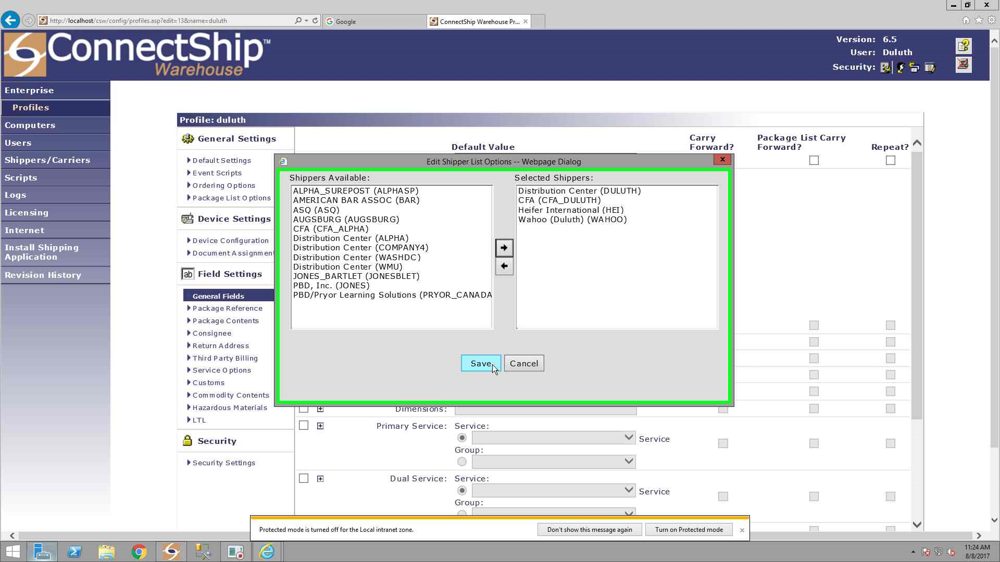 http://localhost/csw/config/profiles.asp?edit=13&name=duluth
Google
ConnectShip Warehouse Pr...
ConnectShip™
Warehouse
Version: 6.5
User: Duluth
Security:
Enterprise
Profiles
Computers
Users
Shippers/Carriers
Scripts
Logs
Licensing
Internet
Install Shipping
Application
Revision History
Profile: duluth
General Settings
Default Settings
Event Scripts
Ordering Options
Package List Options
Device Settings
Device Configuration
Document Assignment
Field Settings
General Fields
Package Reference
Package Contents
Consignee
Return Address
Third Party Billing
Service Options
Customs
Commodity Contents
Hazardous Materials
LTL
Security
Security Settings
Default Value
Carry
Forward?
Package List Carry
Forward?
Repeat?
Edit Shipper List Options -- Webpage Dialog
Shippers Available:
ALPHA_SUREPOST (ALPHASP)
AMERICAN BAR ASSOC (BAR)
ASQ (ASQ)
AUGSBURG (AUGSBURG)
CFA (CFA_ALPHA)
Distribution Center (ALPHA)
Distribution Center (COMPANY4)
Distribution Center (WASHDC)
Distribution Center (WMU)
JONES_BARTLET (JONESBLET)
PBD, Inc. (JONES)
PBD/Pryor Learning Solutions (PRYOR_CANADA
Selected Shippers:
Distribution Center (DULUTH)
CFA (CFA_DULUTH)
Heifer International (HEI)
Wahoo (Duluth) (WAHOO)
Save
Cancel
Dimensions:
Primary Service:
Service:
Service
Group:
Dual Service:
Service:
Service
Group:
Protected mode is turned off for the Local intranet zone.
Don't show this message again
Turn on Protected mode
11:24 AM
8/8/2017